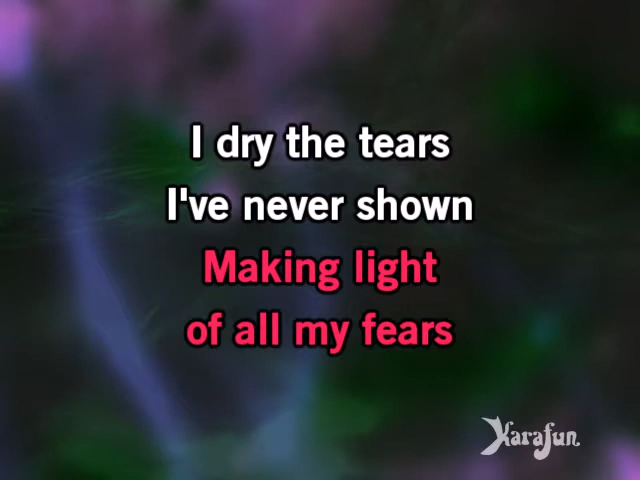 I dry the tears
I've never shown
Making light
of all my fears
Karafun